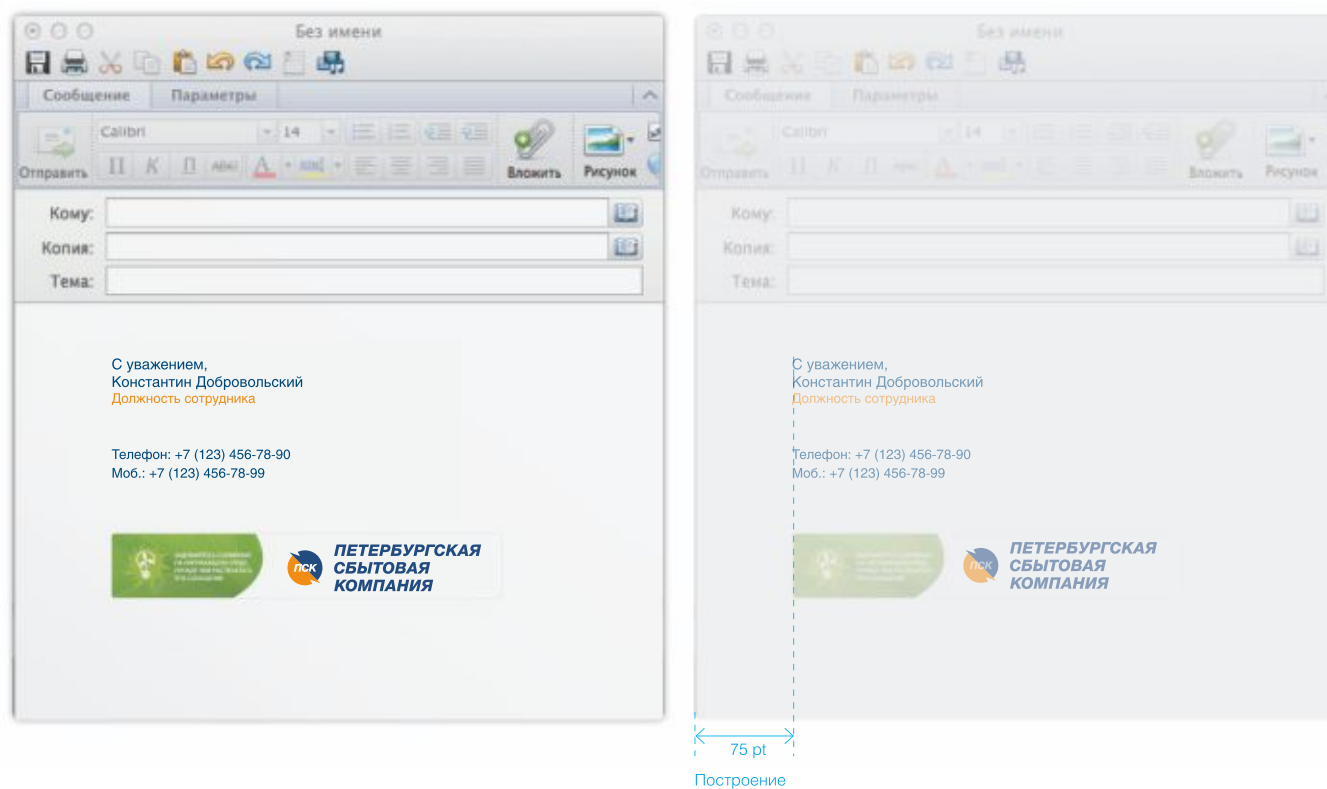 Без имени
Сообщение Параметры
Calibri 14
Отправить П К П АБВ А Вложить Рисунок
Кому:
Копия:
Тема:
С уважением,
Константин Добровольский
Должность сотрудника
Телефон: +7 (123) 456-78-90
Моб.: +7 (123) 456-78-99
ПСК
ПЕТЕРБУРГСКАЯ
СБЫТОВАЯ
КОМПАНИЯ
Без имени
Сообщение Параметры
Calibri 14
Отправить П К П А Вложить Рисунок
Кому:
Копия:
Тема:
С уважением,
Константин Добровольский
Должность сотрудника
Телефон: +7 (123) 456-78-90
Моб.: +7 (123) 456-78-99
ПСК
ПЕТЕРБУРГСКАЯ
СБЫТОВАЯ
КОМПАНИЯ
75 pt
Построение